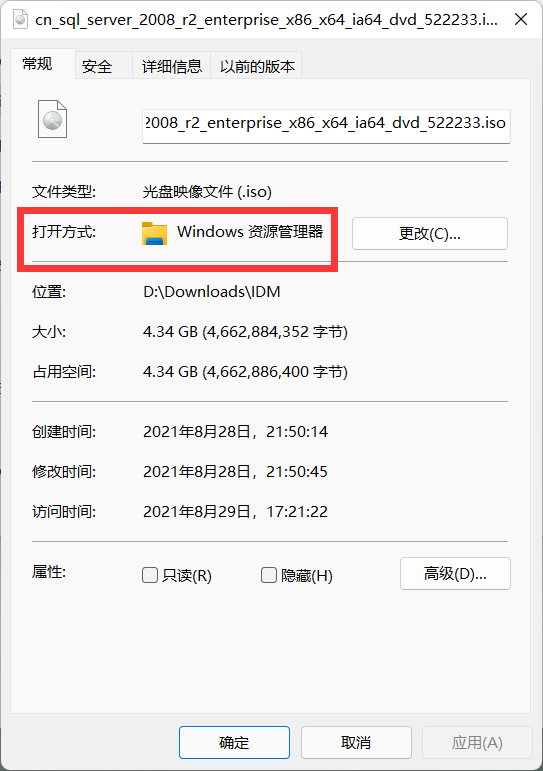 cn_sql_server_2008_r2_enterprise_x86_x64_ia64_dvd_522233.i...
常规 安全 详细信息 以前的版本
2008_r2_enterprise_x86_x64_ia64_dvd_522233.iso
文件类型: 光盘映像文件 (.iso)
打开方式: Windows 资源管理器 更改(C)...
位置: D:\Downloads\IDM
大小: 4.34 GB (4,662,884,352 字节)
占用空间: 4.34 GB (4,662,886,400 字节)
创建时间: 2021年8月28日，21:50:14
修改时间: 2021年8月28日，21:50:45
访问时间: 2021年8月29日，17:21:22
属性: 只读(R) 隐藏(H) 高级(D)...
确定 取消 应用(A)